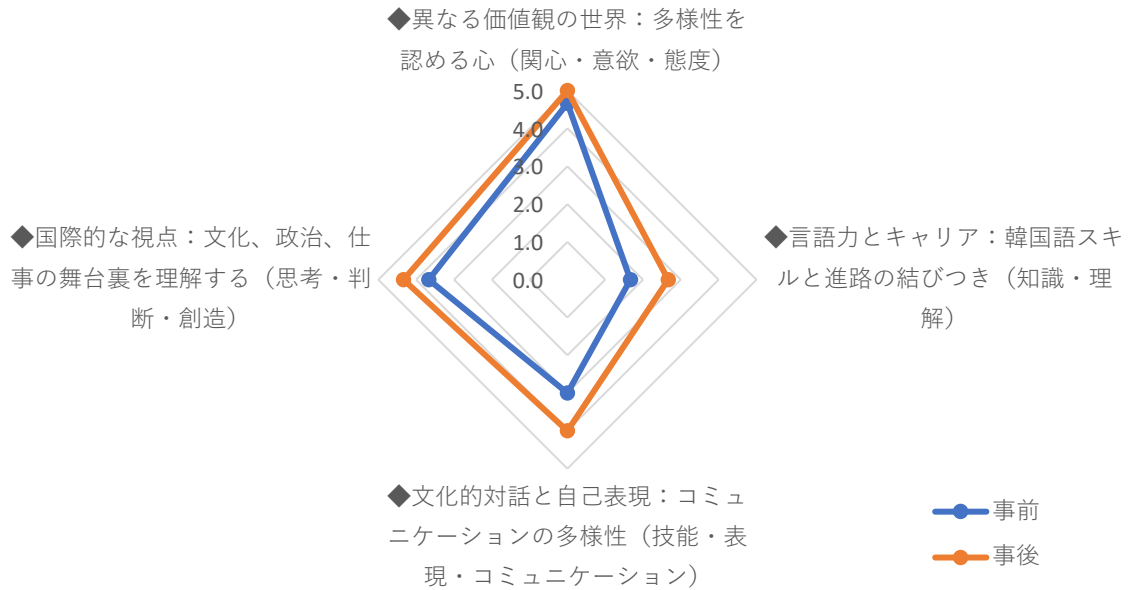 ◆異なる価値観の世界：多様性を
認める心（関心・意欲・態度）
5.0
4.0
3.0
2.0
1.0
0.0
◆国際的な視点：文化、政治、仕
事の舞台裏を理解する（思考・判
断・創造）
◆言語力とキャリア：韓国語スキ
ルと進路の結びつき（知識・理
解）
◆文化的対話と自己表現：コミュ
ニケーションの多様性（技能・表
現・コミュニケーション）
事前
事後